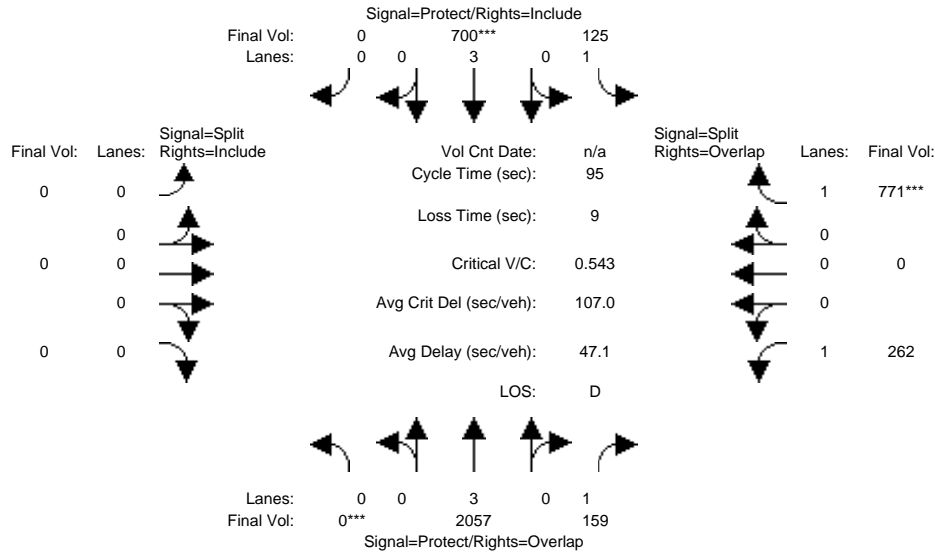 Signal=Protect/Rights=Include
Final Vol: 0 700*** 125
Lanes: 0 0 3 0 1
Signal=Split
Final Vol: Lanes: Rights=Include
Vol Cnt Date: n/a
Signal=Split
Rights=Overlap Lanes: Final Vol:
0 0
Cycle Time (sec): 95
1 771***
0
Loss Time (sec): 9
0
0 0
Critical V/C: 0.543
0 0
0
Avg Crit Del (sec/veh): 107.0
0
0 0
Avg Delay (sec/veh): 47.1
1 262
LOS: D
Lanes: 0 0 3 0 1
Final Vol: 0*** 2057 159
Signal=Protect/Rights=Overlap